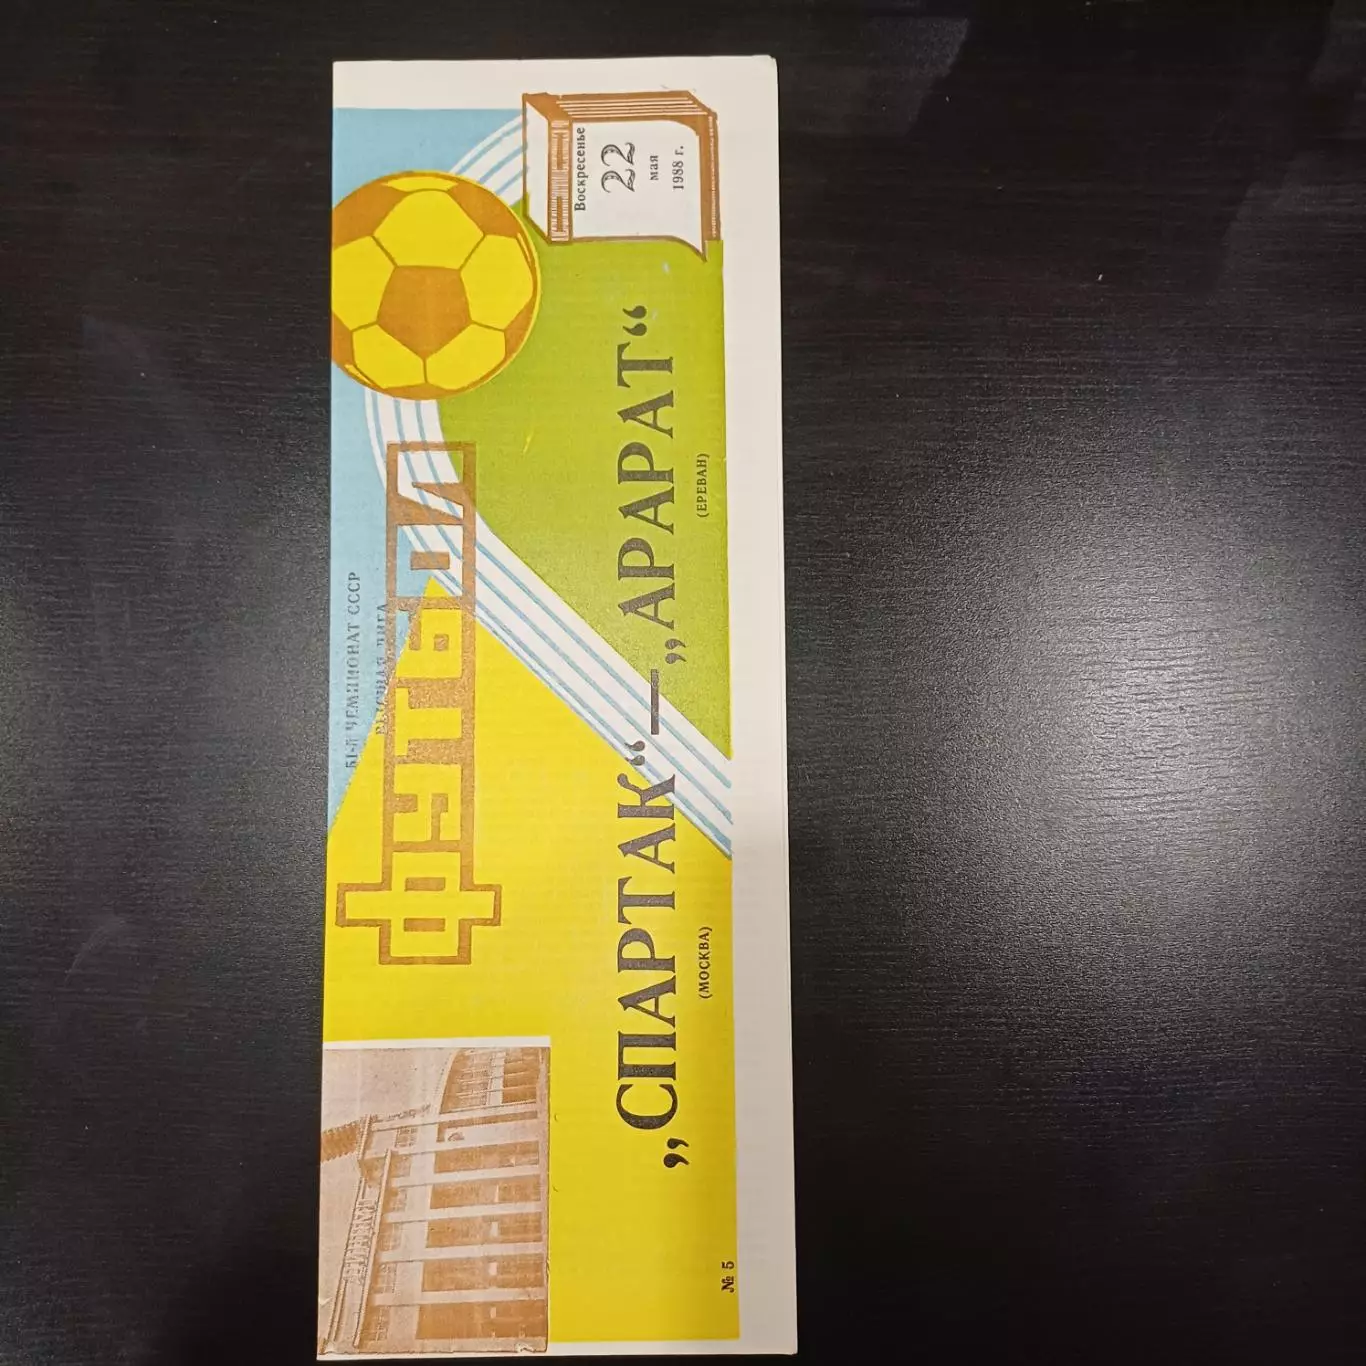 51-й ЧЕМПИОНАТ СССР
ВЫСШАЯ ЛИГА
ФУТБОЛ
Воскресенье
22
мая
1988 г.
„СПАРТАК“—„АРАРАТ“
(МОСКВА) (ЕРЕВАН)
№ 5